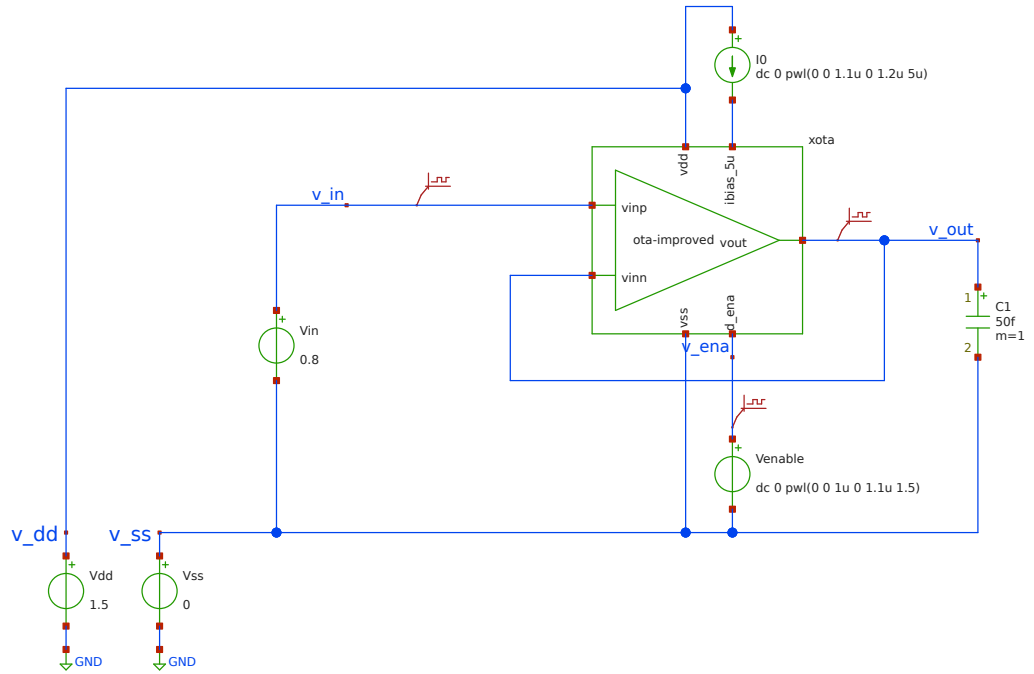 I0
dc 0 pwl(0 0 1.1u 0 1.2u 5u)
xota
vdd
ibias_5u
v_in
vinp
ota-improved
vout
v_out
vinn
1
C1
50f
m=1
2
vss
d_ena
v_ena
Vin
0.8
Venable
dc 0 pwl(0 0 1u 0 1.1u 1.5)
v_dd
v_ss
Vdd
1.5
Vss
0
GND
GND